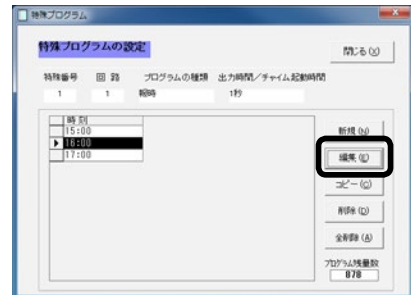 特殊プログラム
特殊プログラムの設定
閉じる(X)
特殊番号 回 路 プログラムの種類 出力時間/チャイム起動時間
1 1 報時 1秒
時 刻
15:00
16:00
17:00
新規(N)
編集(E)
コピー(C)
削除(D)
全削除(A)
プログラム残量数
878